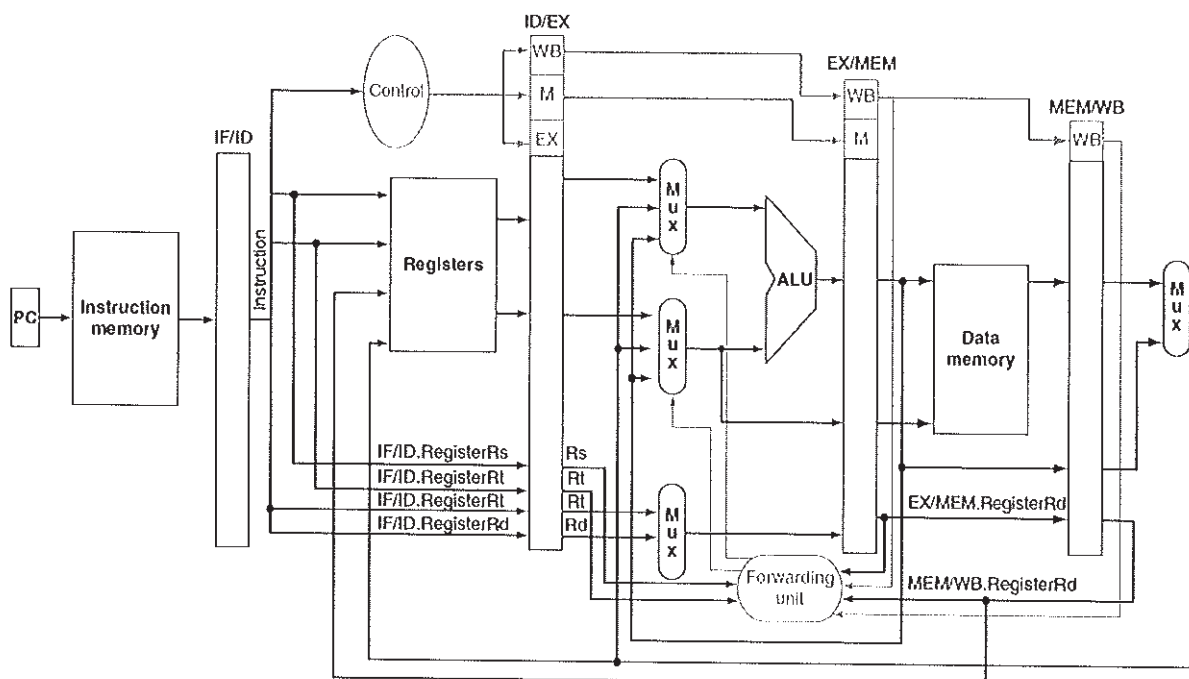 ID/EX
WB
EX/MEM
Control
M
WB
MEM/WB
IF/ID
EX
M
WB
Mux
Registers
Instruction
ALU
PC
Instruction
memory
Mux
Data
memory
Mux
IF/ID.RegisterRs
Rs
IF/ID.RegisterRt
Rt
IF/ID.RegisterRt
Rt
IF/ID.RegisterRd
Rd
Mux
EX/MEM.RegisterRd
Forwarding
unit
MEM/WB.RegisterRd